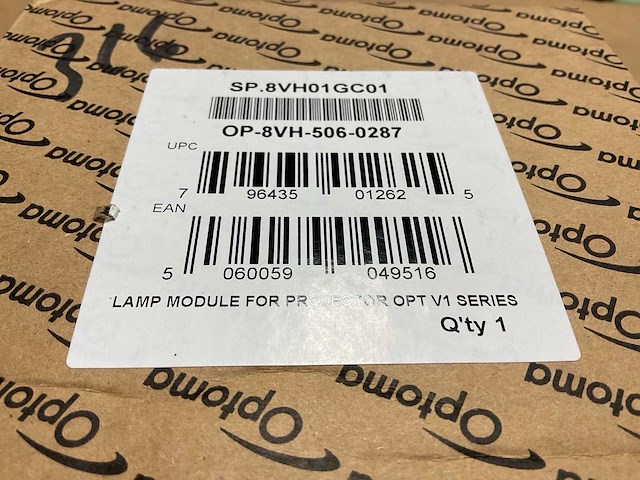 SP.8VH01GC01
OP-8VH-506-0287
UPC
7 96435 01262 5
EAN
5 060059 049516
LAMP MODULE FOR PROJECTOR OPT V1 SERIES
Q'ty 1
Optoma